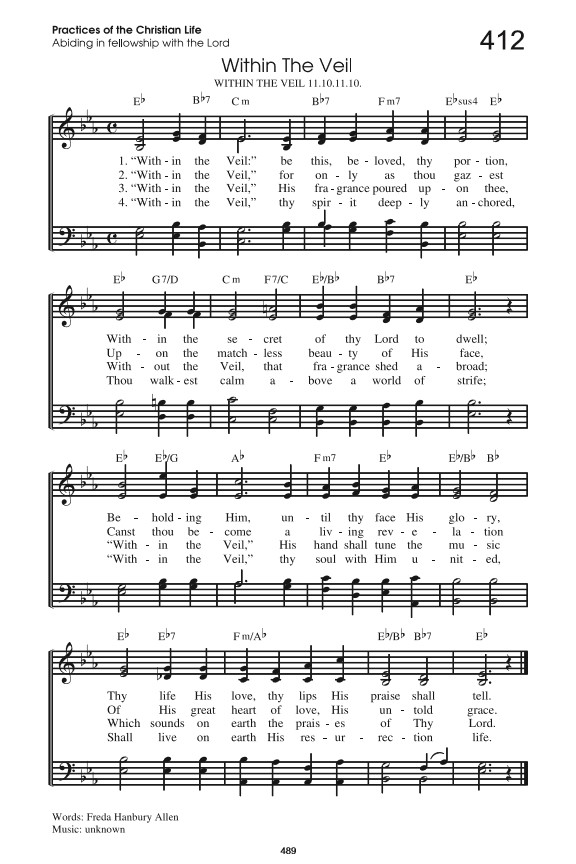 Practices of the Christian Life
Abiding in fellowship with the Lord
412
Within The Veil
WITHIN THE VEIL 11.10.11.10.
E♭ B♭7 C m B♭7 F m7 E♭sus4 E♭
1. “With - in the Veil:” be this, be - loved, thy por - tion,
2. “With - in the Veil,” for on - ly as thou gaz - est
3. “With - in the Veil,” His fra - grance poured up - on thee,
4. “With - in the Veil,” thy spir - it deep - ly an - chored,
E♭ G7/D C m F7/C E♭/B♭ B♭7 E♭
With - in the se - cret of thy Lord to dwell;
Up - on the match - less beau - ty of His face,
With - out the Veil, that fra - grance shed a - broad;
Thou walk - est calm a - bove a world of strife;
E♭ E♭/G A♭ F m7 E♭ E♭/B♭ B♭
Be - hold - ing Him, un - til thy face His glo - ry,
Canst thou be - come a liv - ing rev - e - la - tion
“With - in the Veil,” His hand shall tune the mu - sic
“With - in the Veil,” thy soul with Him u - nit - ed,
E♭ E♭7 F m/A♭ E♭/B♭ B♭7 E♭
Thy life His love, thy lips His praise shall tell.
Of His great heart of love, His un - told grace.
Which sounds on earth the prais - es of Thy Lord.
Shall live on earth His res - ur - rec - tion life.
Words: Freda Hanbury Allen
Music: unknown
489